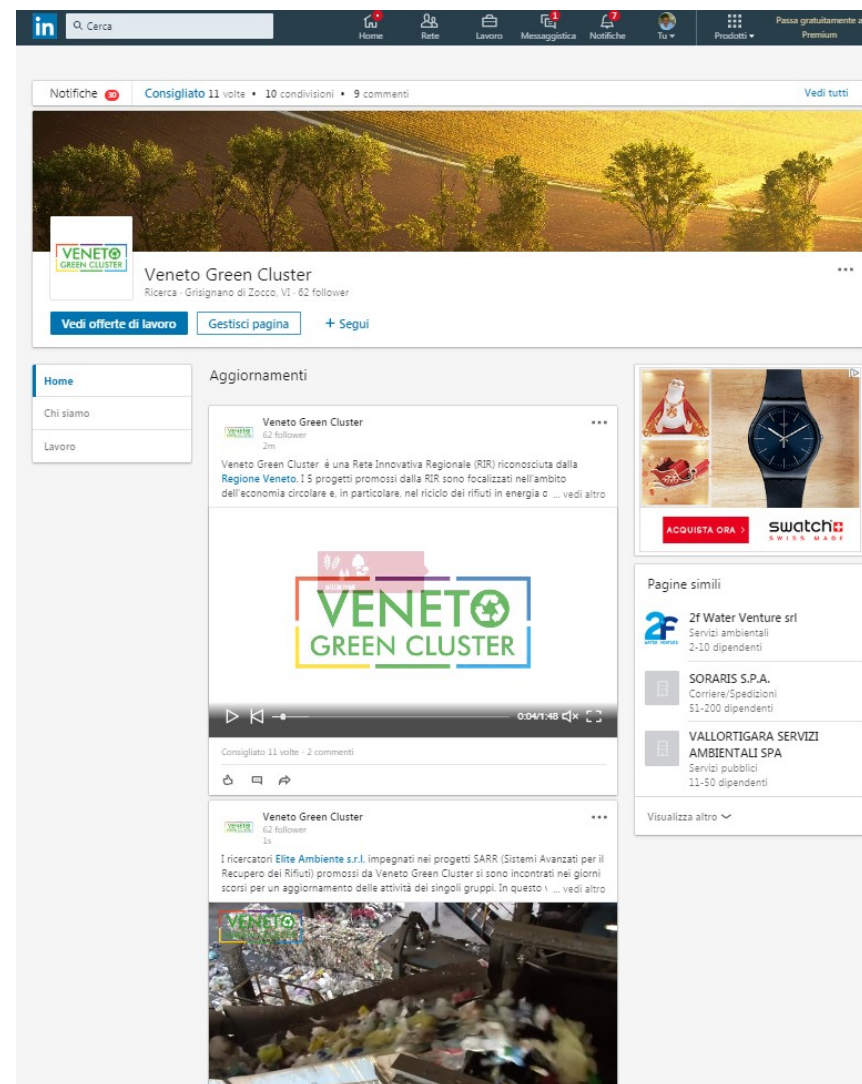 in
Cerca
Home
Rete
Lavoro
1
Messaggistica
7
Notifiche
Tu
Prodotti
Passa gratuitamente a
Premium
Notifiche 30
Consigliato 11 volte • 10 condivisioni • 9 commenti
Vedi tutti
VENETO
GREEN CLUSTER
Veneto Green Cluster
Ricerca · Grisignano di Zocco, VI · 62 follower
Vedi offerte di lavoro
Gestisci pagina
+ Segui
Home
Chi siamo
Lavoro
Aggiornamenti
Veneto Green Cluster
62 follower
2m
Veneto Green Cluster è una Rete Innovativa Regionale (RIR) riconosciuta dalla
Regione Veneto. I 5 progetti promossi dalla RIR sono focalizzati nell'ambito
dell'economia circolare e, in particolare, nel riciclo dei rifiuti in energia o ... vedi altro
VENETO
GREEN CLUSTER
0:04/1:48
Consigliato 11 volte · 2 commenti
Veneto Green Cluster
62 follower
1s
I ricercatori Elite Ambiente s.r.l. impegnati nei progetti SARR (Sistemi Avanzati per il
Recupero dei Rifiuti) promossi da Veneto Green Cluster si sono incontrati nei giorni
scorsi per un aggiornamento delle attività dei singoli gruppi. In questo v ... vedi altro
VENETO
GREEN CLUSTER
ACQUISTA ORA >
swatch
SWISS MADE
Pagine simili
2F
WATER VENTURE
2f Water Venture srl
Servizi ambientali
2-10 dipendenti
SORARIS S.P.A.
Corriere/Spedizioni
51-200 dipendenti
VALLORTIGARA SERVIZI
AMBIENTALI SPA
Servizi pubblici
11-50 dipendenti
Visualizza altro